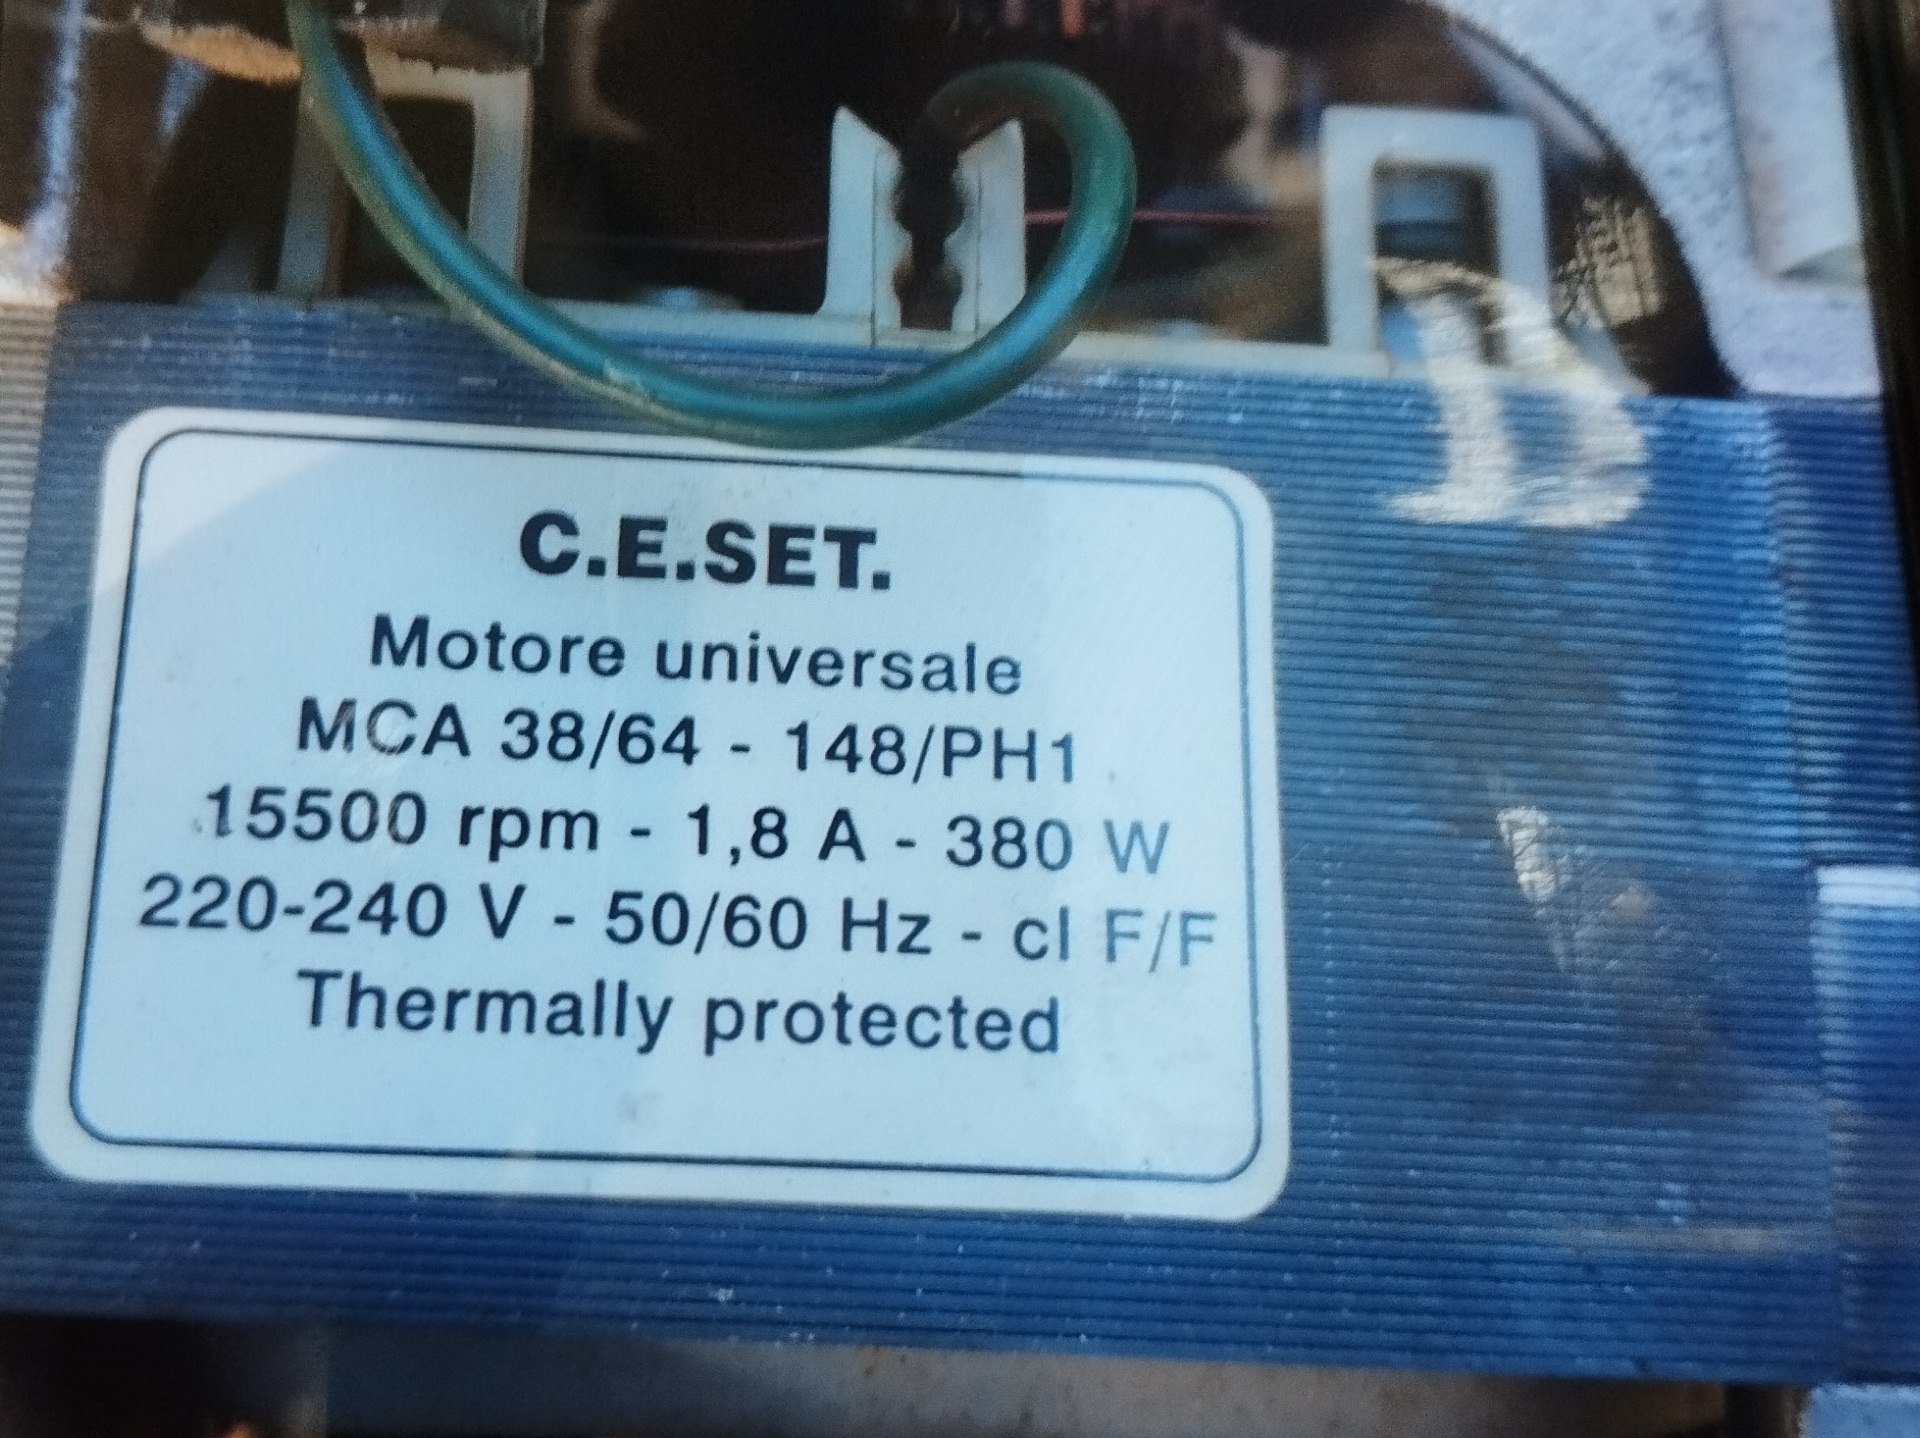 C.E.SET.
Motore universale
MCA 38/64 - 148/PH1
15500 rpm - 1,8 A - 380 W
220-240 V - 50/60 Hz - cl F/F
Thermally protected